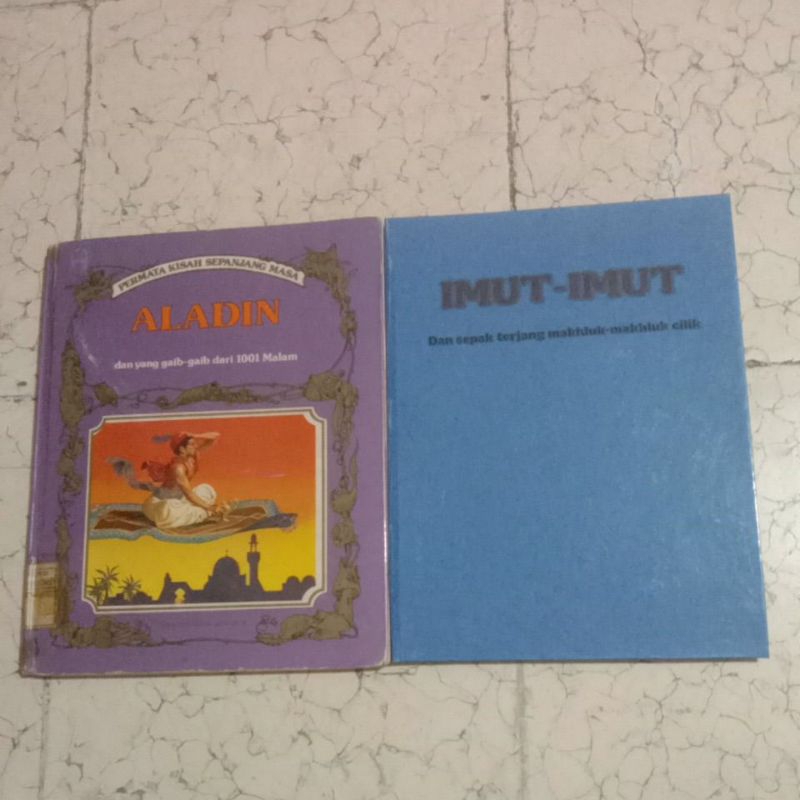 PERMATA KISAH SEPANJANG MASA
ALADIN
dan yang gaib-gaib dari 1001 Malam
IMUT-IMUT
Dan sepak terjang makhluk-makhluk cilik